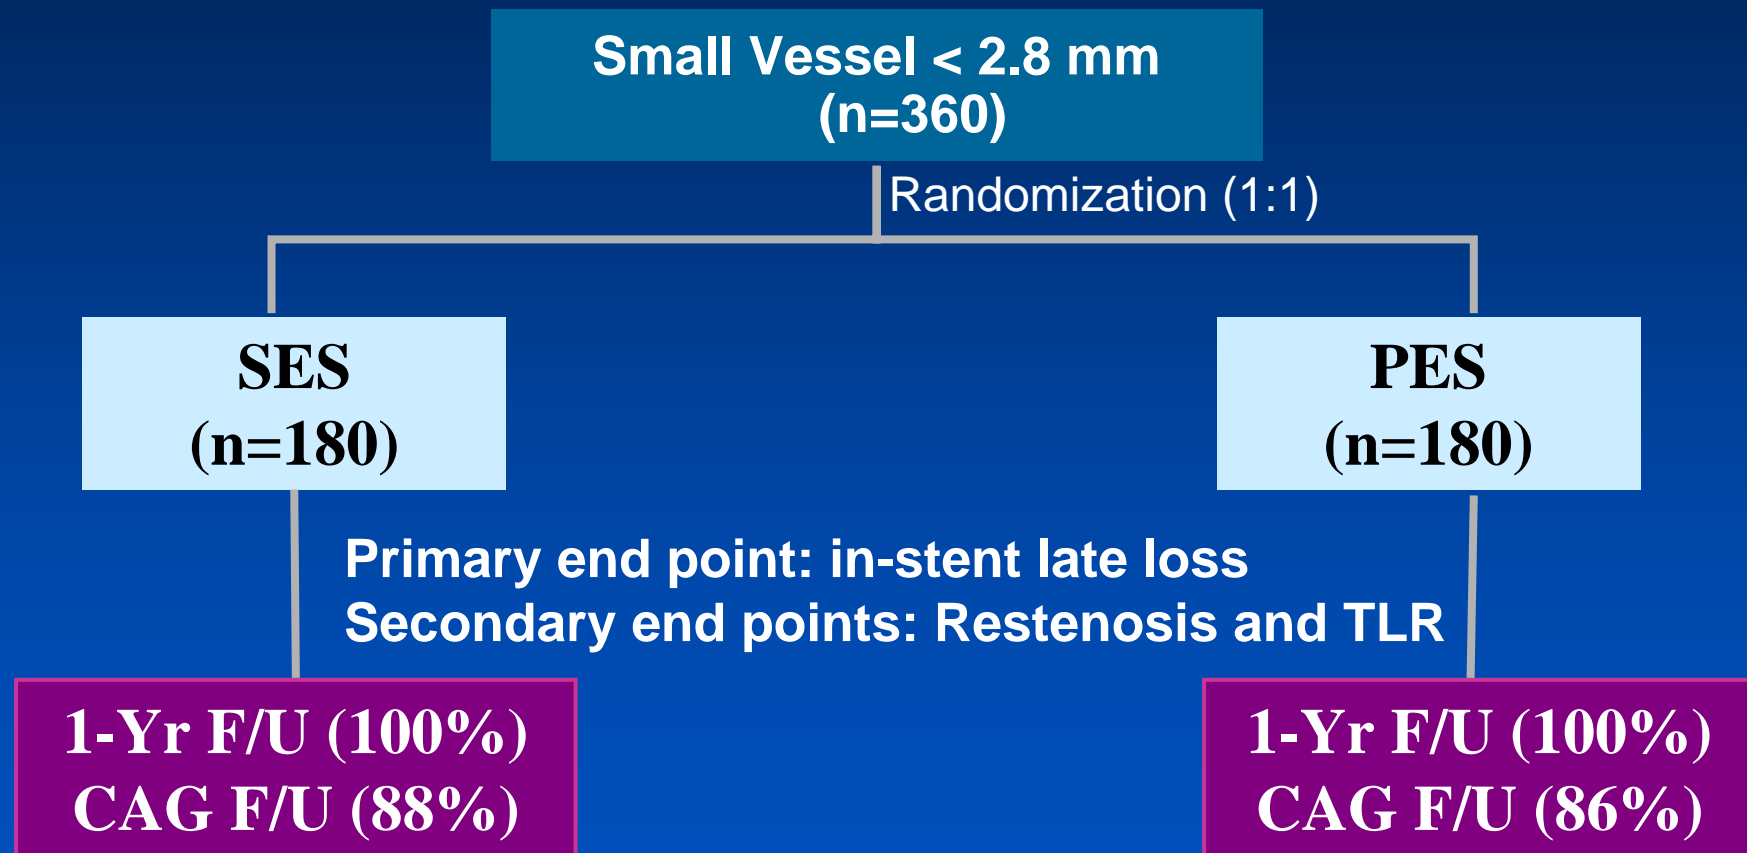 Small Vessel < 2.8 mm
(n=360)
Randomization (1:1)
SES
(n=180)
PES
(n=180)
Primary end point: in-stent late loss
Secondary end points: Restenosis and TLR
1-Yr F/U (100%)
CAG F/U (88%)
1-Yr F/U (100%)
CAG F/U (86%)